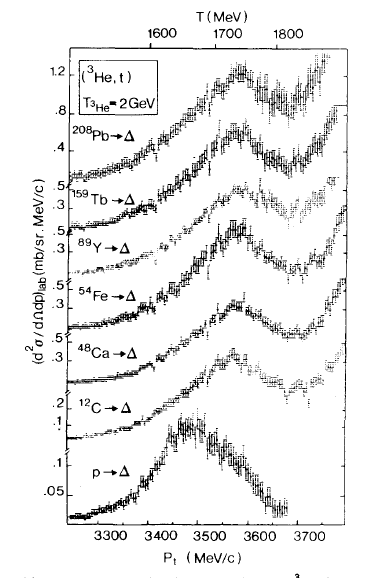 T (MeV)
1600 1700 1800
(³He,t)
T³He=2GeV
1.2
.8
.4
²⁰⁸Pb→Δ
.5
.3
¹⁵⁹Tb→Δ
.5
.3
⁸⁹Y→Δ
.5
.3
⁵⁴Fe→Δ
.5
.3
⁴⁸Ca→Δ
.2
.1
¹²C→Δ
.1
.05
p→Δ
(d²σ/dΩdp)lab (mb/sr.MeV/c)
3300 3400 3500 3600 3700
Pt (MeV/c)